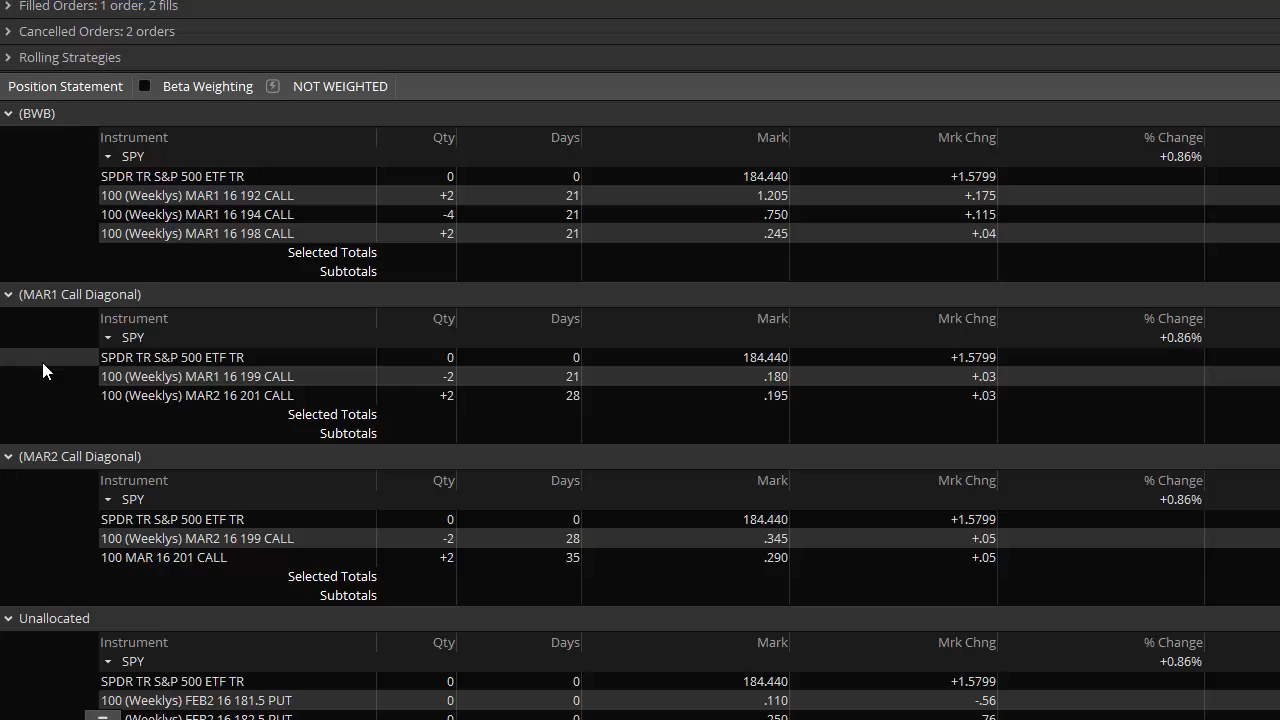 Filled Orders: 1 order, 2 fills
Cancelled Orders: 2 orders
Rolling Strategies
Position Statement Beta Weighting NOT WEIGHTED
(BWB)
Instrument Qty Days Mark Mrk Chng % Change
SPY +0.86%
SPDR TR S&P 500 ETF TR 0 0 184.440 +1.5799
100 (Weeklys) MAR1 16 192 CALL +2 21 1.205 +.175
100 (Weeklys) MAR1 16 194 CALL -4 21 .750 +.115
100 (Weeklys) MAR1 16 198 CALL +2 21 .245 +.04
Selected Totals
Subtotals
(MAR1 Call Diagonal)
Instrument Qty Days Mark Mrk Chng % Change
SPY +0.86%
SPDR TR S&P 500 ETF TR 0 0 184.440 +1.5799
100 (Weeklys) MAR1 16 199 CALL -2 21 .180 +.03
100 (Weeklys) MAR2 16 201 CALL +2 28 .195 +.03
Selected Totals
Subtotals
(MAR2 Call Diagonal)
Instrument Qty Days Mark Mrk Chng % Change
SPY +0.86%
SPDR TR S&P 500 ETF TR 0 0 184.440 +1.5799
100 (Weeklys) MAR2 16 199 CALL -2 28 .345 +.05
100 MAR 16 201 CALL +2 35 .290 +.05
Selected Totals
Subtotals
Unallocated
Instrument Qty Days Mark Mrk Chng % Change
SPY +0.86%
SPDR TR S&P 500 ETF TR 0 0 184.440 +1.5799
100 (Weeklys) FEB2 16 181.5 PUT 0 0 .110 -.56
(Weeklys) FEB2 16 182.5 PUT 0 0 .250 -.76